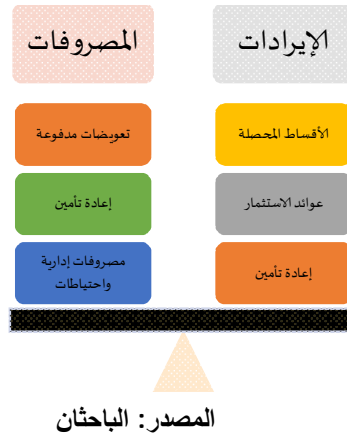 الإيرادات
المصروفات
الأقساط المحصلة
تعويضات مدفوعة
عوائد الاستثمار
إعادة تأمين
إعادة تأمين
مصروفات إدارية
واحتياطات
المصدر: الباحثان